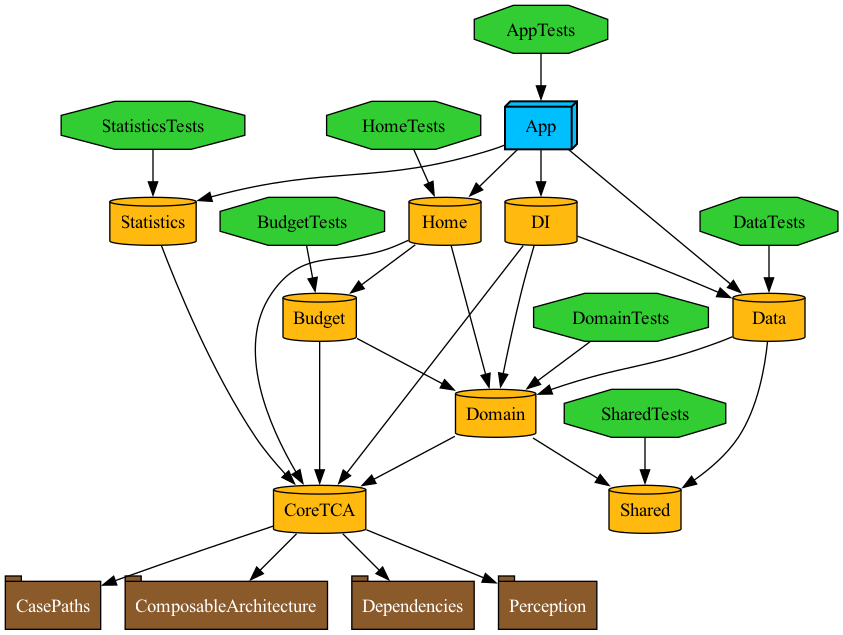 AppTests
StatisticsTests
HomeTests
App
Statistics
BudgetTests
Home
DI
DataTests
Budget
DomainTests
Data
Domain
SharedTests
CoreTCA
Shared
CasePaths
ComposableArchitecture
Dependencies
Perception